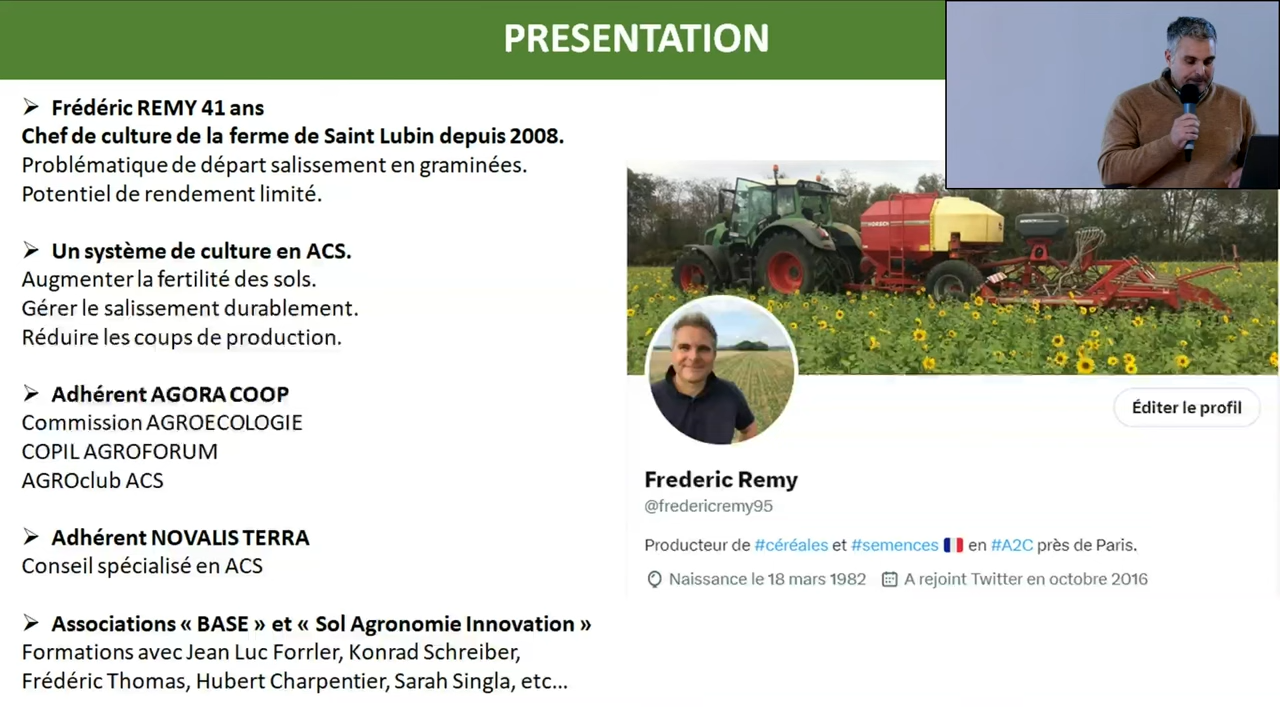 PRESENTATION
➢ Frédéric REMY 41 ans
Chef de culture de la ferme de Saint Lubin depuis 2008.
Problématique de départ salissement en graminées.
Potentiel de rendement limité.
➢ Un système de culture en ACS.
Augmenter la fertilité des sols.
Gérer le salissement durablement.
Réduire les coups de production.
➢ Adhérent AGORA COOP
Commission AGROECOLOGIE
COPIL AGROFORUM
AGROclub ACS
➢ Adhérent NOVALIS TERRA
Conseil spécialisé en ACS
➢ Associations « BASE » et « Sol Agronomie Innovation »
Formations avec Jean Luc Forrler, Konrad Schreiber,
Frédéric Thomas, Hubert Charpentier, Sarah Singla, etc...
HORSCH
Éditer le profil
Frederic Remy
@fredericremy95
Producteur de #céréales et #semences 🇫🇷 en #A2C près de Paris.
Naissance le 18 mars 1982 A rejoint Twitter en octobre 2016